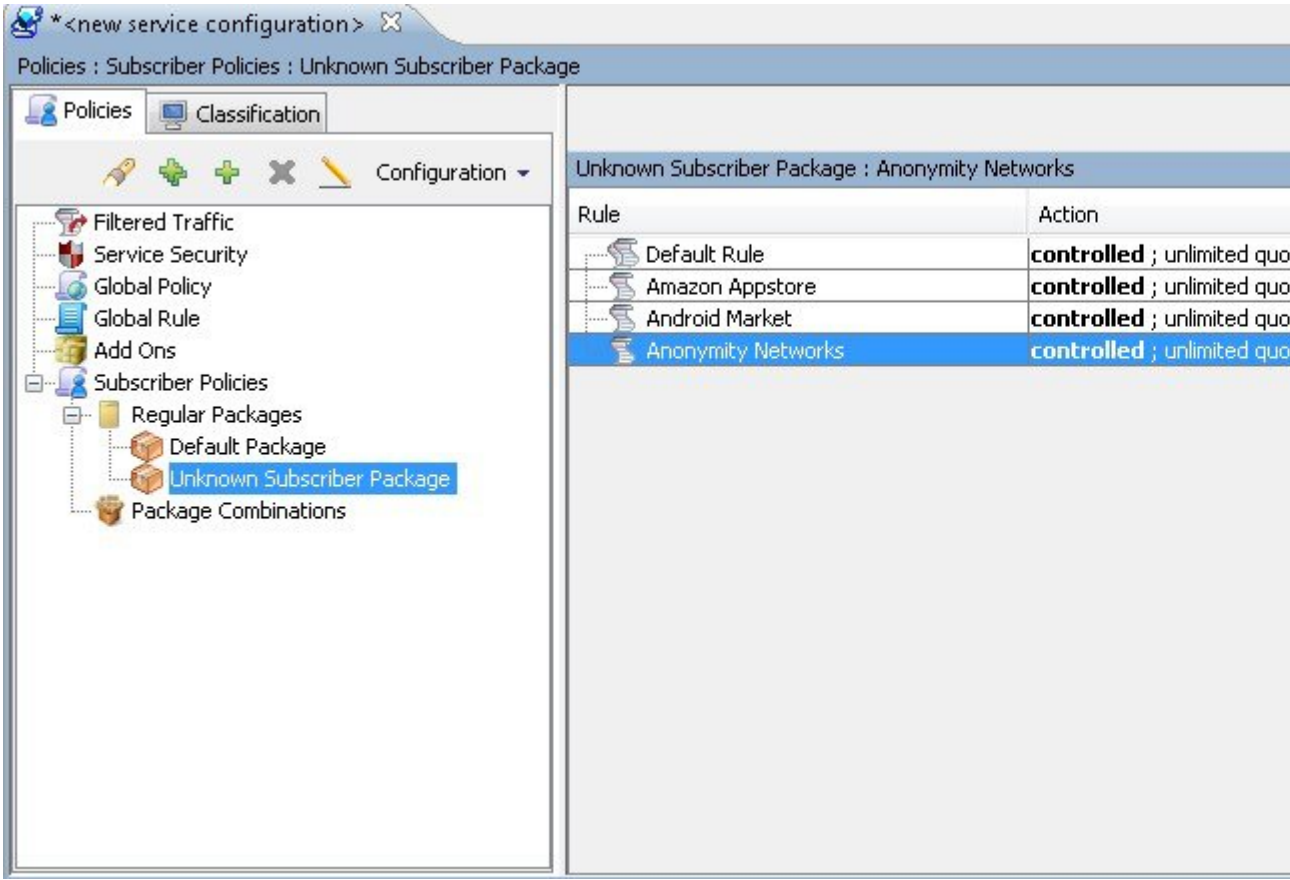 *<new service configuration>
Policies : Subscriber Policies : Unknown Subscriber Package
Policies
Classification
Configuration
Filtered Traffic
Service Security
Global Policy
Global Rule
Add Ons
Subscriber Policies
Regular Packages
Default Package
Unknown Subscriber Package
Package Combinations
Unknown Subscriber Package : Anonymity Networks
Rule Action
Default Rule controlled ; unlimited quo
Amazon Appstore controlled ; unlimited quo
Android Market controlled ; unlimited quo
Anonymity Networks controlled ; unlimited quo